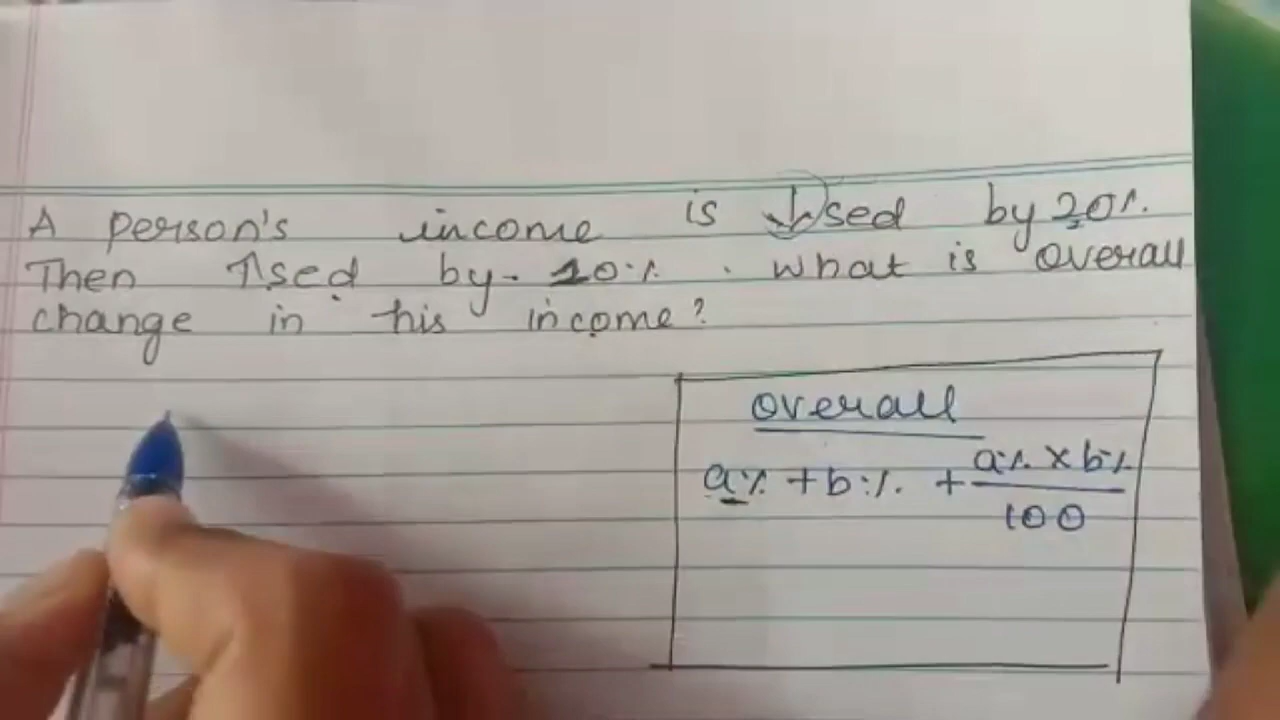 A person's income is ↓sed by 20%.
Then ↑sed by 10%. What is overall
change in his income?
overall
a% + b% + a% × b%
100